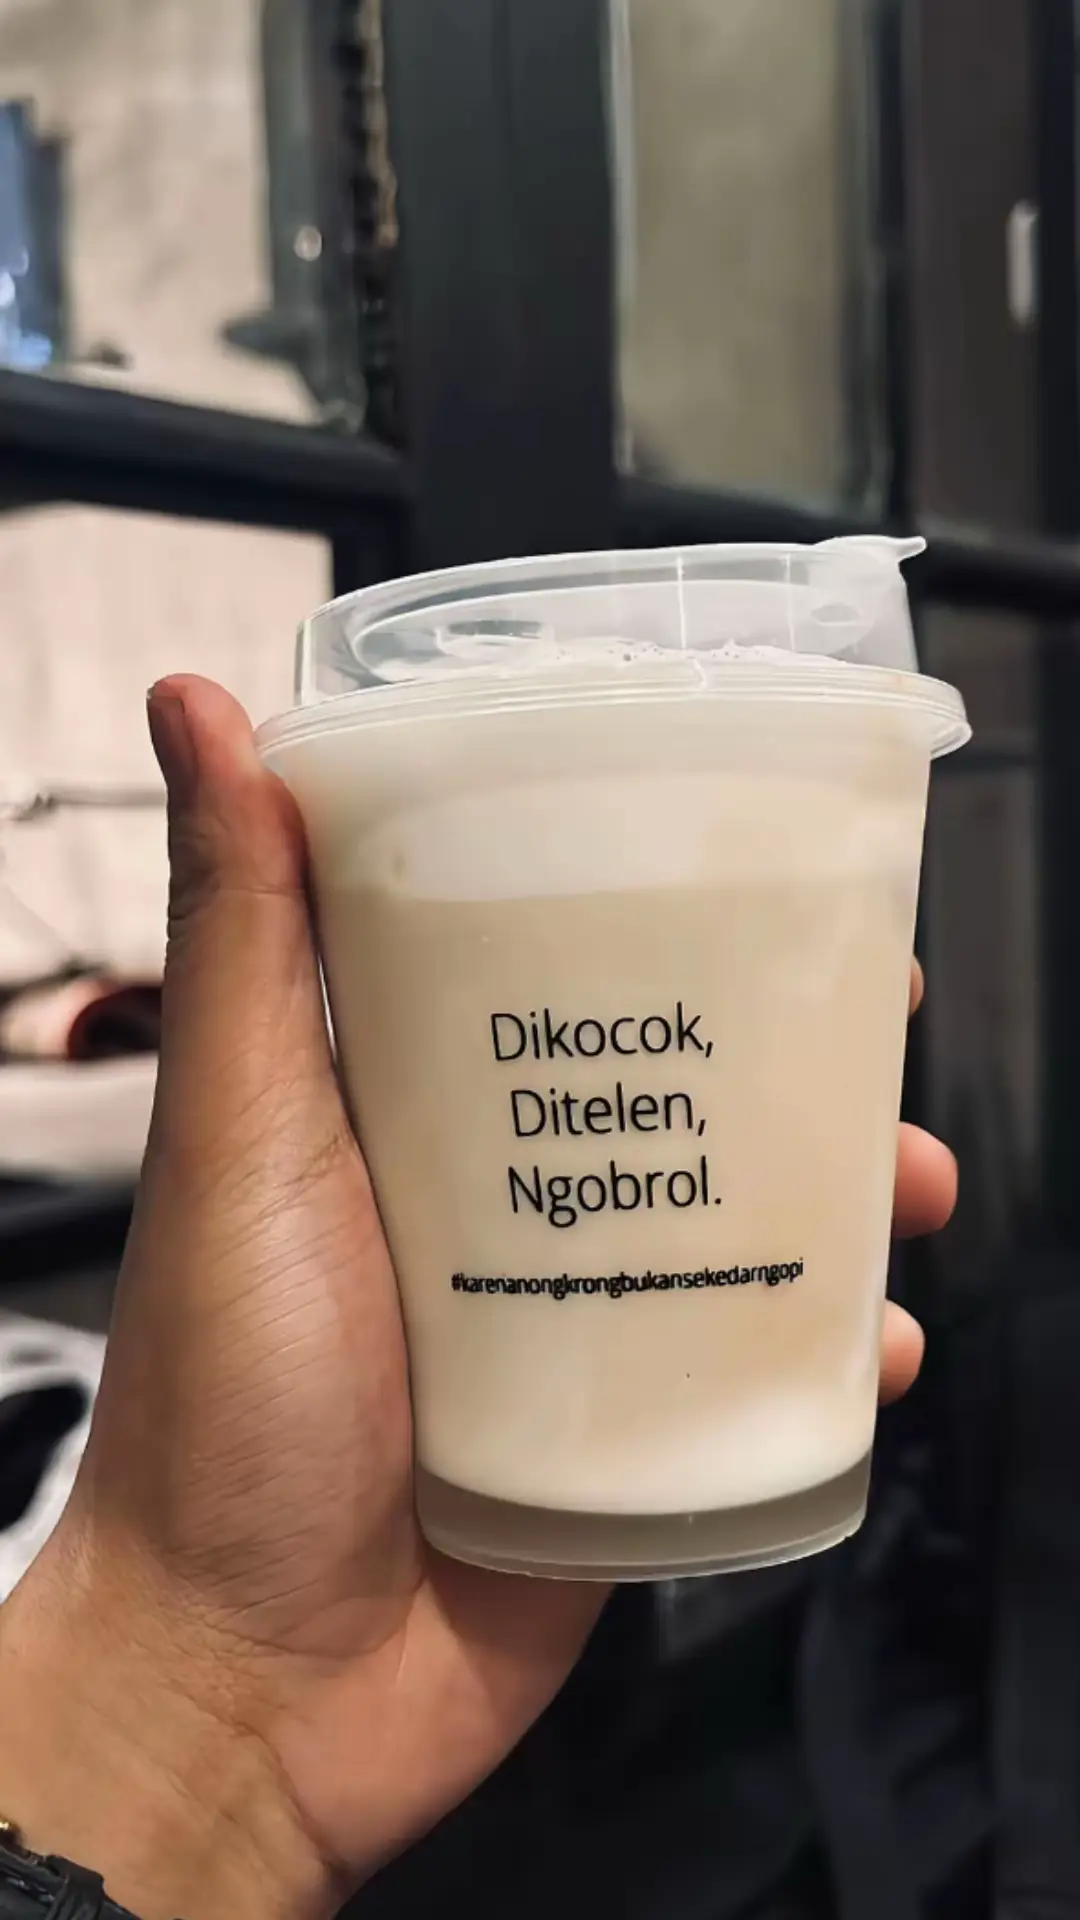 Dikocok,
Ditelen,
Ngobrol.
#karenanongkrongbukansekedarngopi